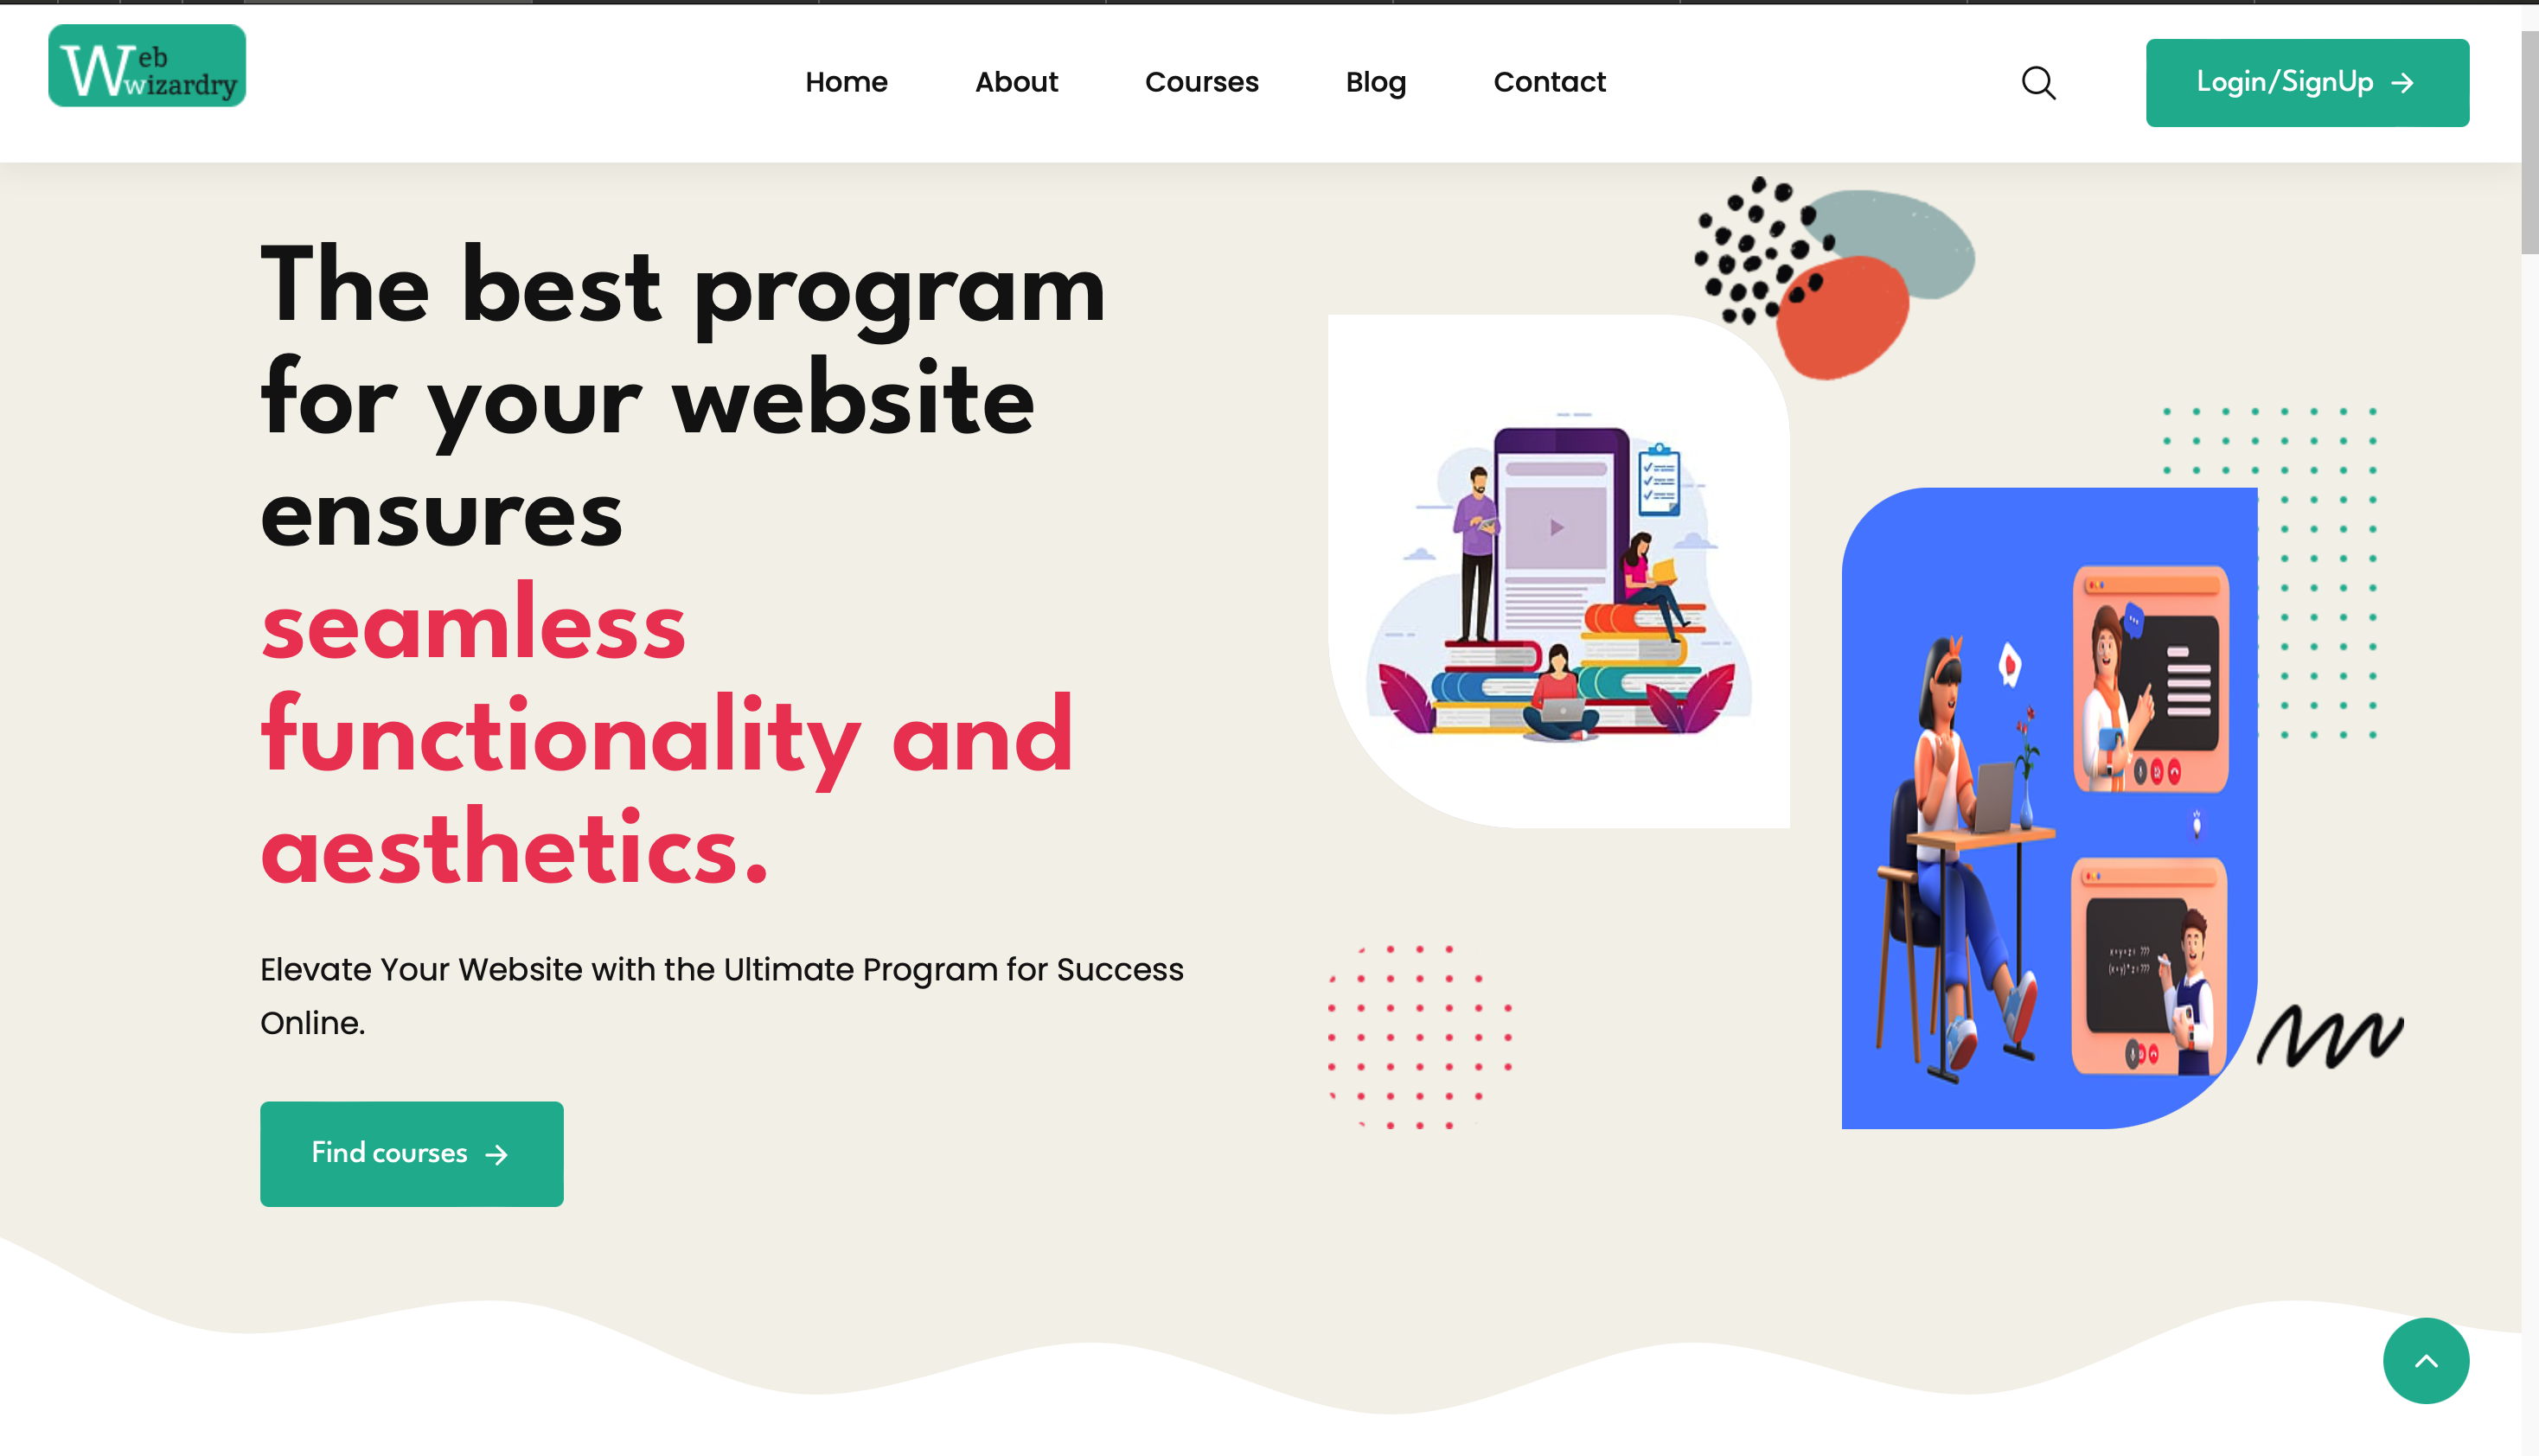 Web wizardry
Home
About
Courses
Blog
Contact
Login/SignUp
The best program
for your website
ensures
seamless
functionality and
aesthetics.
Elevate Your Website with the Ultimate Program for Success
Online.
Find courses